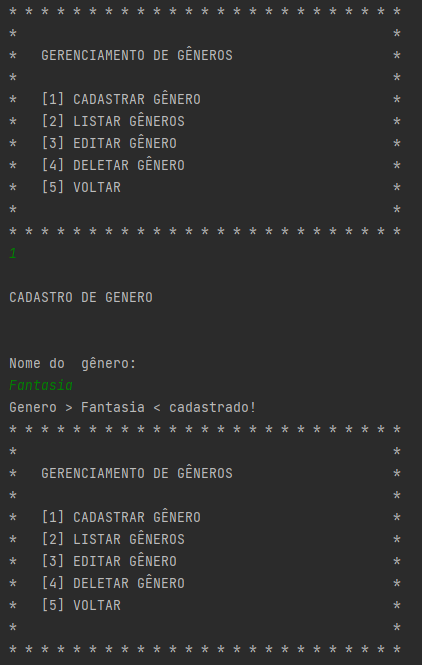 * * * * * * * * * * * * * * * * * * * * * * * * *
* *
* GERENCIAMENTO DE GÊNEROS *
* *
* [1] CADASTRAR GÊNERO *
* [2] LISTAR GÊNEROS *
* [3] EDITAR GÊNERO *
* [4] DELETAR GÊNERO *
* [5] VOLTAR *
* *
* * * * * * * * * * * * * * * * * * * * * * * * *
1
CADASTRO DE GENERO
Nome do  gênero:
Fantasia
Genero > Fantasia < cadastrado!
* * * * * * * * * * * * * * * * * * * * * * * * *
* *
* GERENCIAMENTO DE GÊNEROS *
* *
* [1] CADASTRAR GÊNERO *
* [2] LISTAR GÊNEROS *
* [3] EDITAR GÊNERO *
* [4] DELETAR GÊNERO *
* [5] VOLTAR *
* *
* * * * * * * * * * * * * * * * * * * * * * * * *